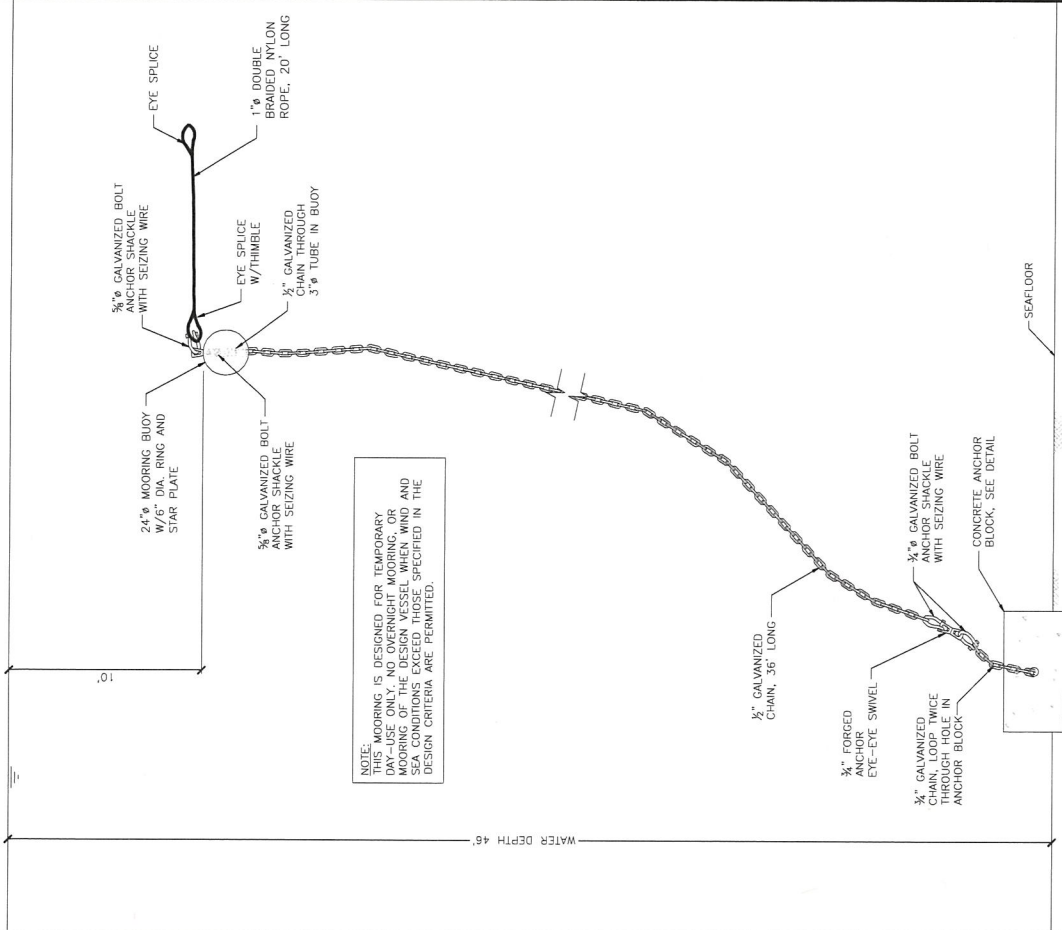 24"ø MOORING BUOY
W/6" DIA. RING AND
STAR PLATE
⅝"ø GALVANIZED BOLT
ANCHOR SHACKLE
WITH SEIZING WIRE
EYE SPLICE
1"ø DOUBLE
BRAIDED NYLON
ROPE, 20' LONG
EYE SPLICE
W/THIMBLE
½" GALVANIZED
CHAIN THROUGH
3"ø TUBE IN BUOY
⅝"ø GALVANIZED BOLT
ANCHOR SHACKLE
WITH SEIZING WIRE
10'
NOTE:
THIS MOORING IS DESIGNED FOR TEMPORARY
DAY-USE ONLY. NO OVERNIGHT MOORING, OR
MOORING OF THE DESIGN VESSEL WHEN WIND AND
SEA CONDITIONS EXCEED THOSE SPECIFIED IN THE
DESIGN CRITERIA ARE PERMITTED.
WATER DEPTH 46'
½" GALVANIZED
CHAIN, 36' LONG
¾" FORGED
ANCHOR
EYE-EYE SWIVEL
¾" GALVANIZED
CHAIN, LOOP TWICE
THROUGH HOLE IN
ANCHOR BLOCK
¾"ø GALVANIZED BOLT
ANCHOR SHACKLE
WITH SEIZING WIRE
CONCRETE ANCHOR
BLOCK, SEE DETAIL
SEAFLOOR